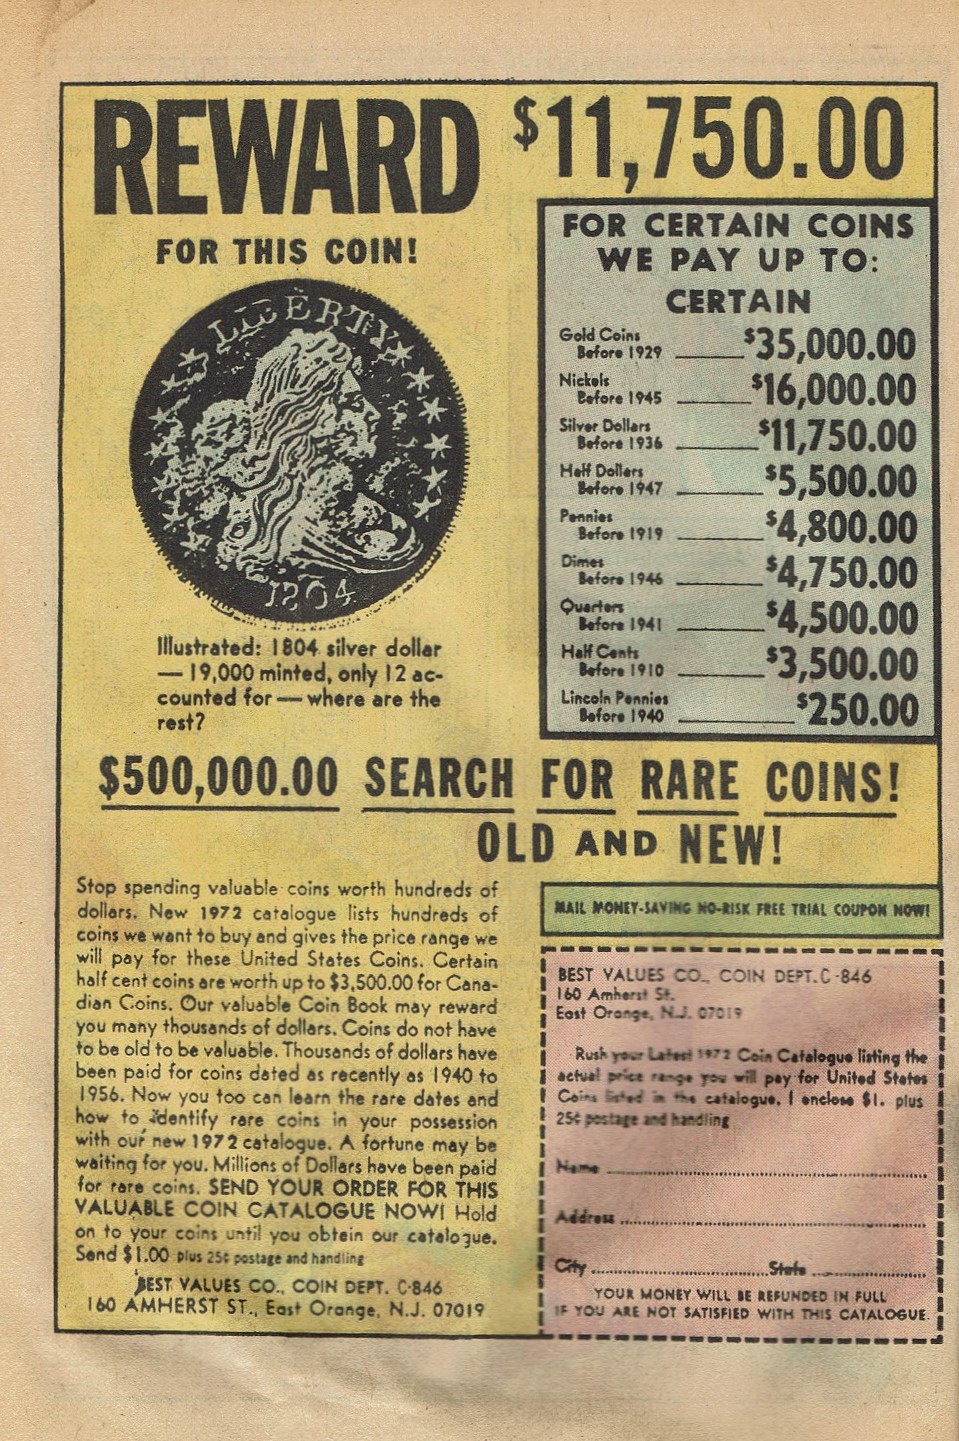 REWARD $11,750.00
FOR THIS COIN!
LIBERTY
1804
Illustrated: 1804 silver dollar
— 19,000 minted, only 12 ac-
counted for — where are the
rest?
FOR CERTAIN COINS
WE PAY UP TO:
CERTAIN
Gold Coins
Before 1929 $35,000.00
Nickels
Before 1945 $16,000.00
Silver Dollars
Before 1936 $11,750.00
Half Dollars
Before 1947 $5,500.00
Pennies
Before 1919 $4,800.00
Dimes
Before 1946 $4,750.00
Quarters
Before 1941 $4,500.00
Half Cents
Before 1910 $3,500.00
Lincoln Pennies
Before 1940 $250.00
$500,000.00 SEARCH FOR RARE COINS!
OLD AND NEW!
Stop spending valuable coins worth hundreds of
dollars. New 1972 catalogue lists hundreds of
coins we want to buy and gives the price range we
will pay for these United States Coins. Certain
half cent coins are worth up to $3,500.00 for Cana-
dian Coins. Our valuable Coin Book may reward
you many thousands of dollars. Coins do not have
to be old to be valuable. Thousands of dollars have
been paid for coins dated as recently as 1940 to
1956. Now you too can learn the rare dates and
how to identify rare coins in your possession
with our new 1972 catalogue. A fortune may be
waiting for you. Millions of Dollars have been paid
for rare coins. SEND YOUR ORDER FOR THIS
VALUABLE COIN CATALOGUE NOW! Hold
on to your coins until you obtain our catalogue.
Send $1.00 plus 25¢ postage and handling
BEST VALUES CO., COIN DEPT. C-846
160 AMHERST ST., East Orange, N.J. 07019
MAIL MONEY-SAVING NO-RISK FREE TRIAL COUPON NOW!
BEST VALUES CO., COIN DEPT. C-846
160 Amherst St.
East Orange, N.J. 07019
Rush your Latest 1972 Coin Catalogue listing the
actual price range you will pay for United States
Coins listed in the catalogue. I enclose $1. plus
25¢ postage and handling
Name
Address
City State
YOUR MONEY WILL BE REFUNDED IN FULL
IF YOU ARE NOT SATISFIED WITH THIS CATALOGUE.